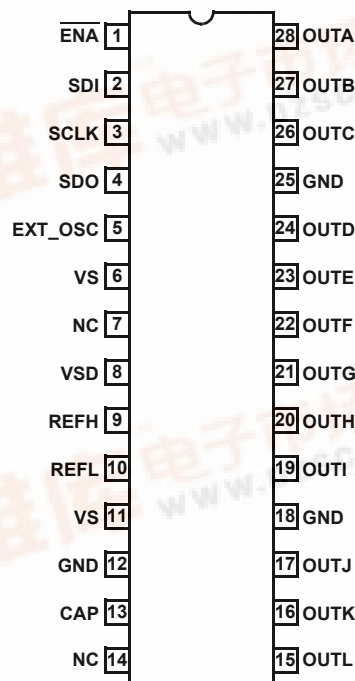 ENA 1 28 OUTA
SDI 2 27 OUTB
SCLK 3 26 OUTC
SDO 4 25 GND
EXT_OSC 5 24 OUTD
VS 6 23 OUTE
NC 7 22 OUTF
VSD 8 21 OUTG
REFH 9 20 OUTH
REFL 10 19 OUTI
VS 11 18 GND
GND 12 17 OUTJ
CAP 13 16 OUTK
NC 14 15 OUTL